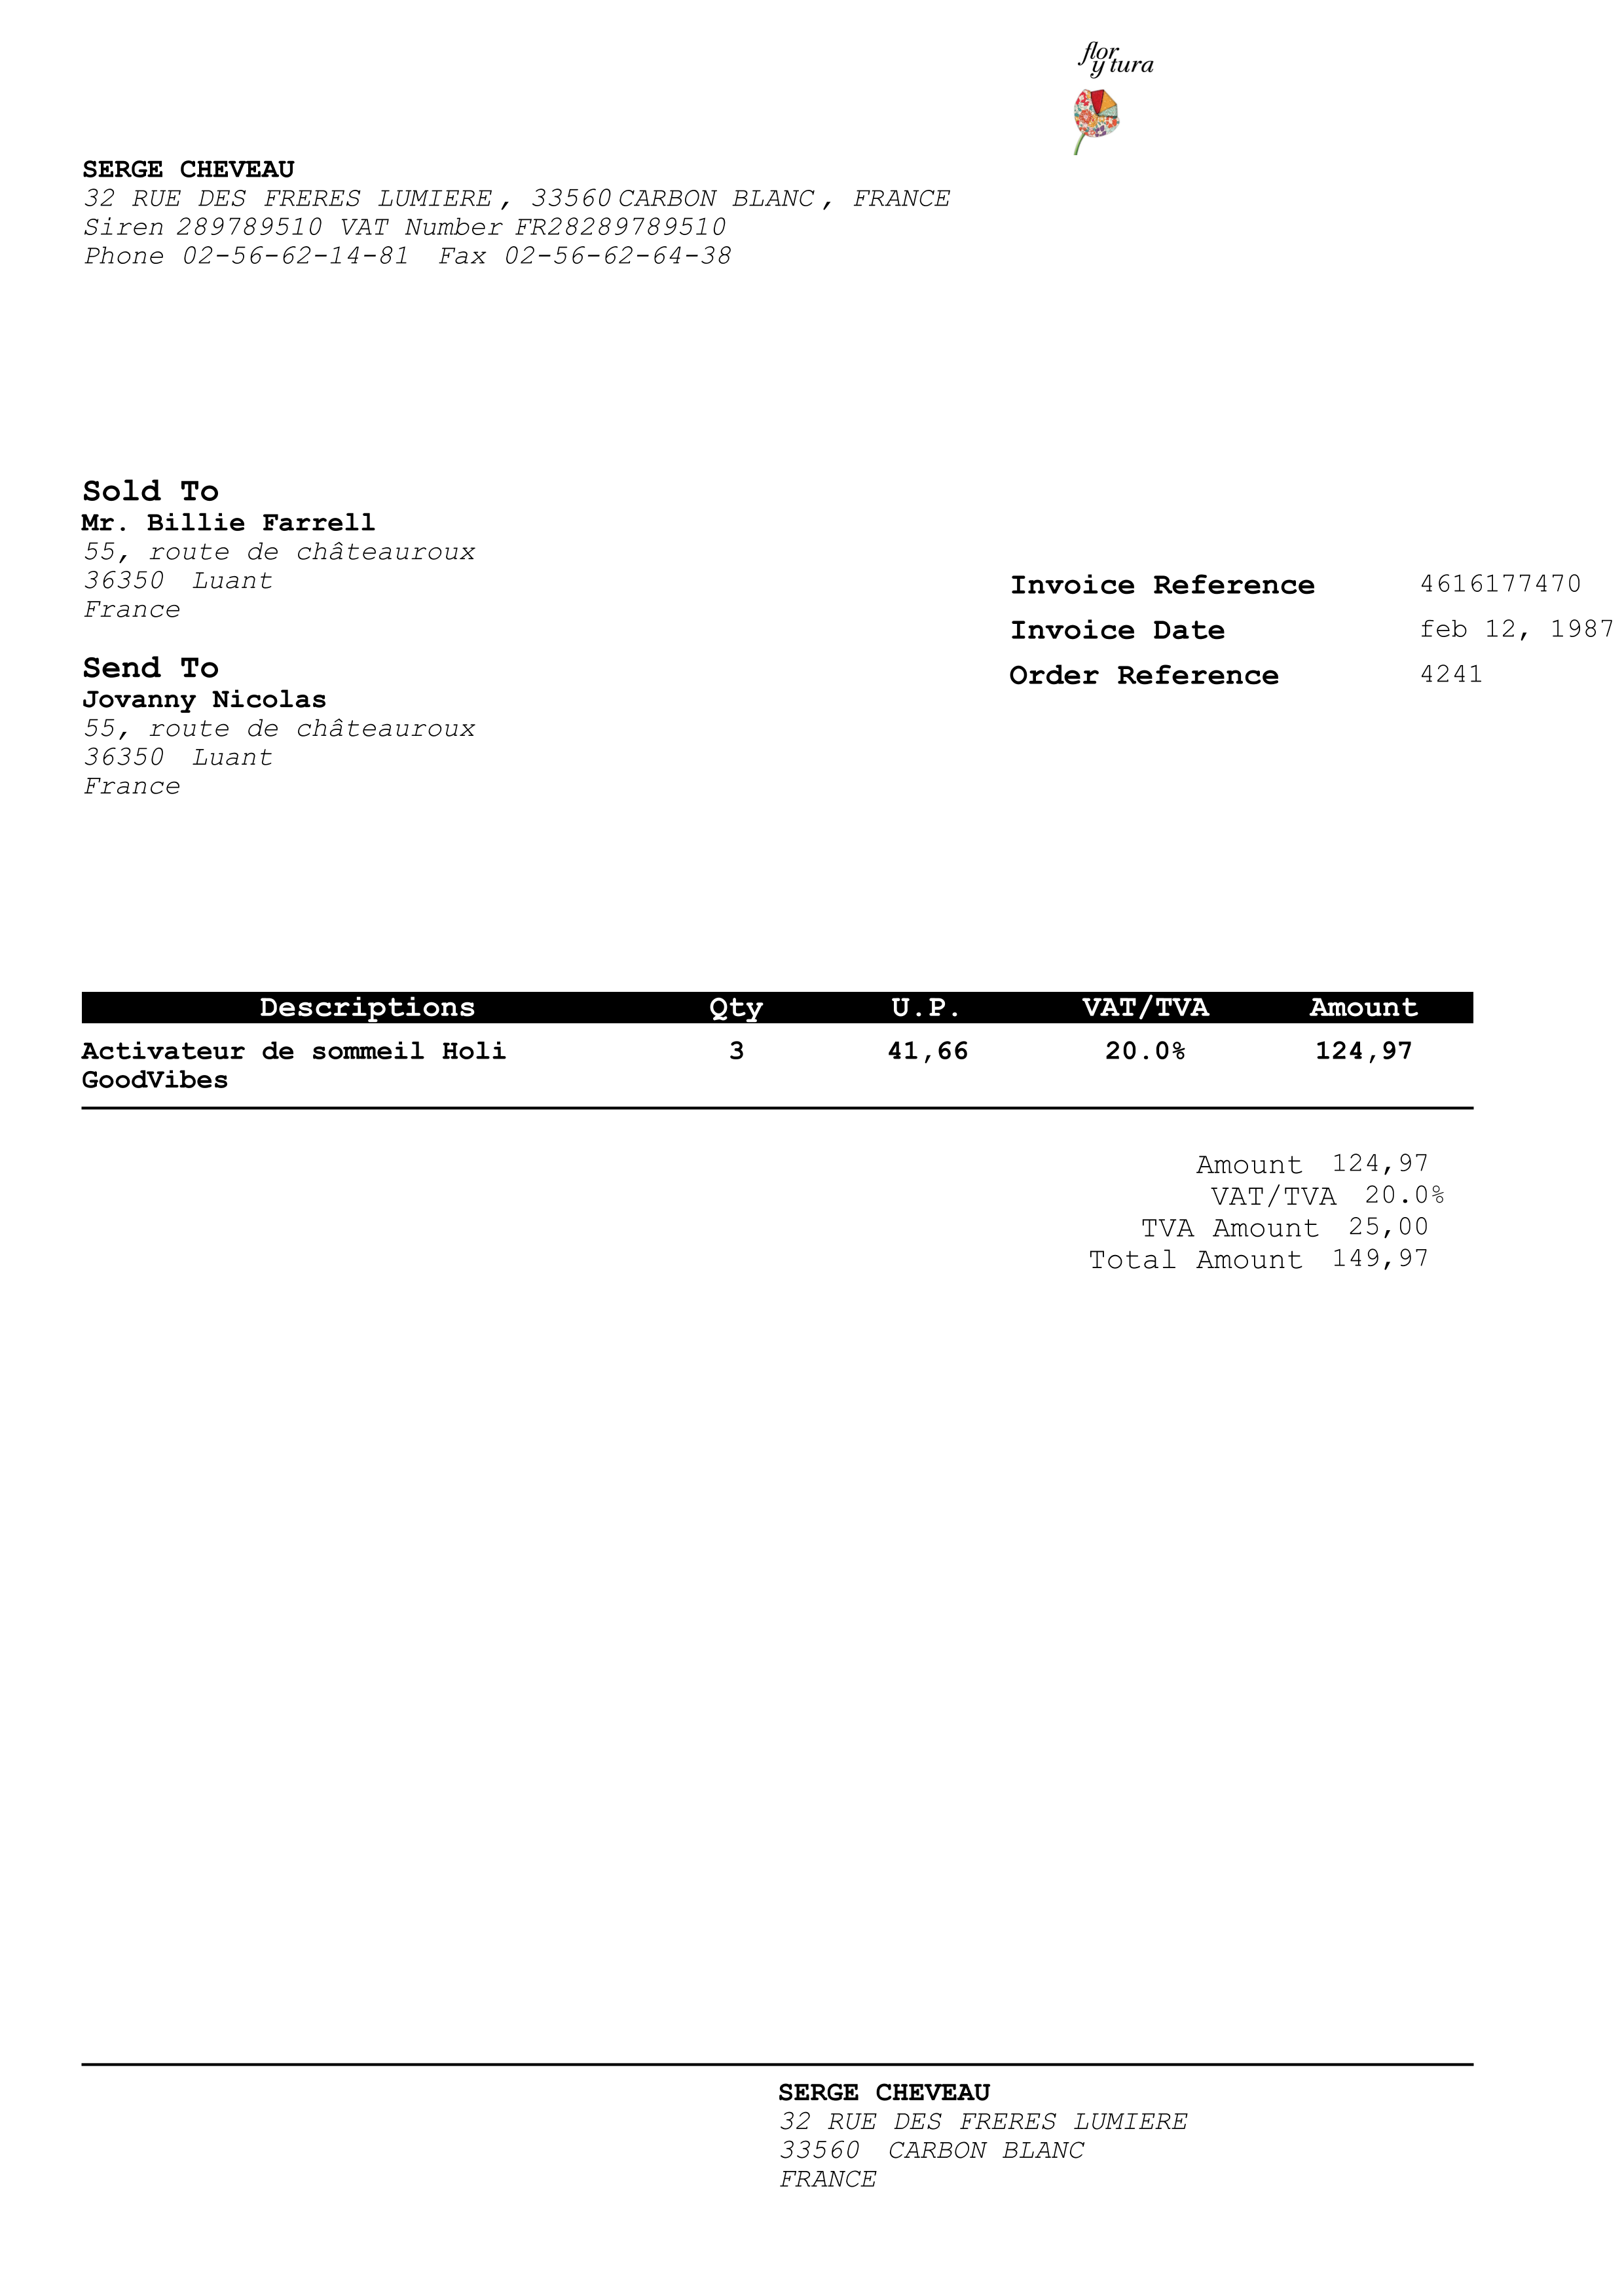 flor
y tura
SERGE CHEVEAU
32 RUE DES FRERES LUMIERE, 33560 CARBON BLANC, FRANCE
Siren 289789510 VAT Number FR28289789510
Phone 02-56-62-14-81 Fax 02-56-62-64-38
Sold To
Mr. Billie Farrell
55, route de châteauroux
36350 Luant
France
Send To
Jovanny Nicolas
55, route de châteauroux
36350 Luant
France
Invoice Reference 4616177470
Invoice Date feb 12, 1987
Order Reference 4241
Descriptions Qty U.P. VAT/TVA Amount
Activateur de sommeil Holi 3 41,66 20.0% 124,97
GoodVibes
Amount 124,97
VAT/TVA 20.0%
TVA Amount 25,00
Total Amount 149,97
SERGE CHEVEAU
32 RUE DES FRERES LUMIERE
33560 CARBON BLANC
FRANCE